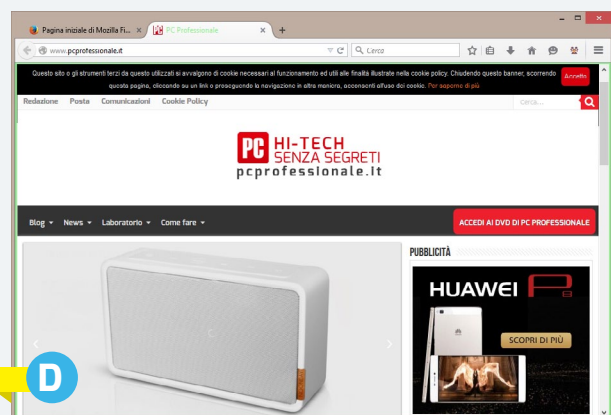 Pagina iniziale di Mozilla Fi...
PC Professionale
www.pcprofessionale.it
Cerca
Questo sito o gli strumenti terzi da questo utilizzati si avvalgono di cookie necessari al funzionamento ed utili alle finalità illustrate nella cookie policy. Chiudendo questo banner, scorrendo
questa pagina, cliccando su un link o proseguendo la navigazione in altra maniera, acconsenti all'uso dei cookie. Per saperne di più
Accetto
Redazione Posta Comunicazioni Cookie Policy
Cerca...
PC HI-TECH
SENZA SEGRETI
pcprofessionale.it
Blog News Laboratorio Come fare
ACCEDI AI DVD DI PC PROFESSIONALE
PUBBLICITÀ
HUAWEI P8
SCOPRI DI PIÙ
D